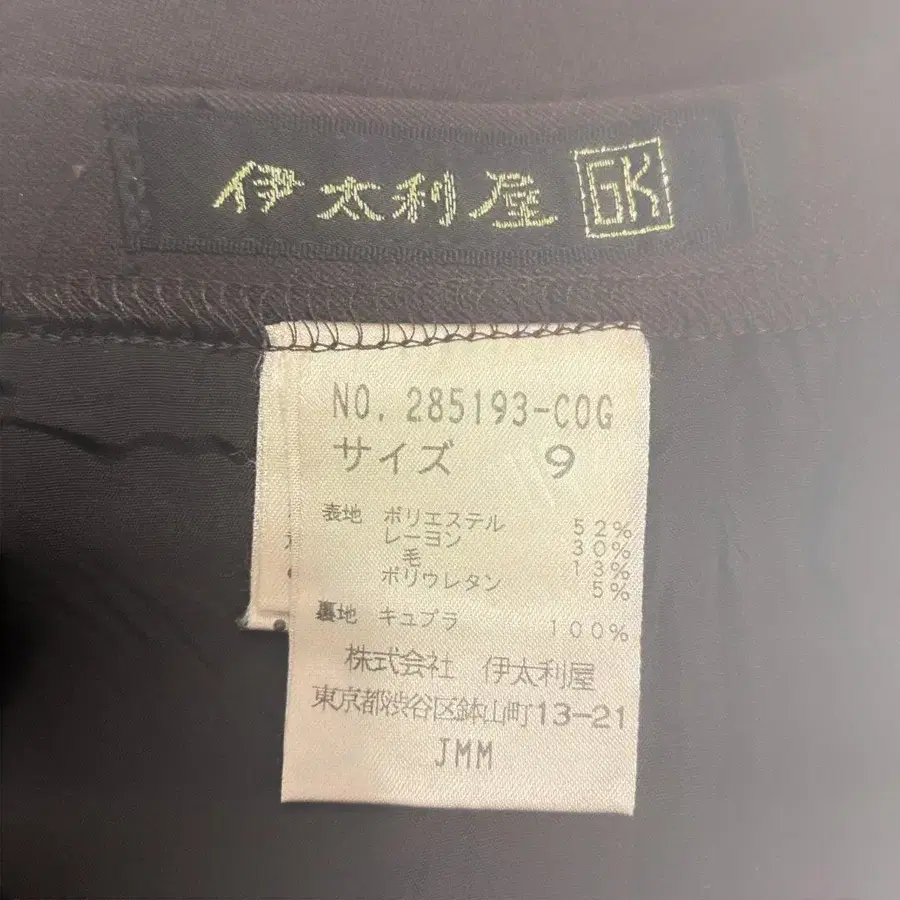 伊太利屋 GK
NO. 285193-COG
サイズ 9
表地 ポリエステル 52%
レーヨン 30%
毛 13%
ポリウレタン 5%
裏地 キュプラ 100%
株式会社 伊太利屋
東京都渋谷区鉢山町13-21
JMM